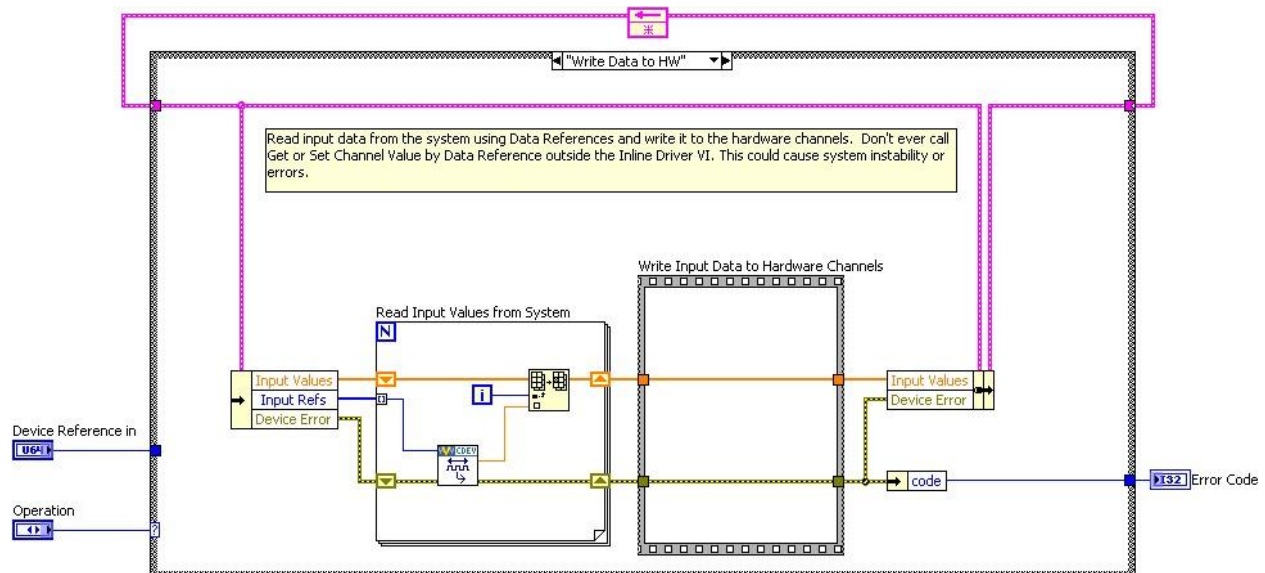 "Write Data to HW"
Read input data from the system using Data References and write it to the hardware channels. Don't ever call
Get or Set Channel Value by Data Reference outside the Inline Driver VI. This could cause system instability or
errors.
Write Input Data to Hardware Channels
Read Input Values from System
N
Input Values
Input Refs
Device Error
i
CDEV
Input Values
Device Error
Device Reference in
U64
code
I32
Error Code
Operation
?